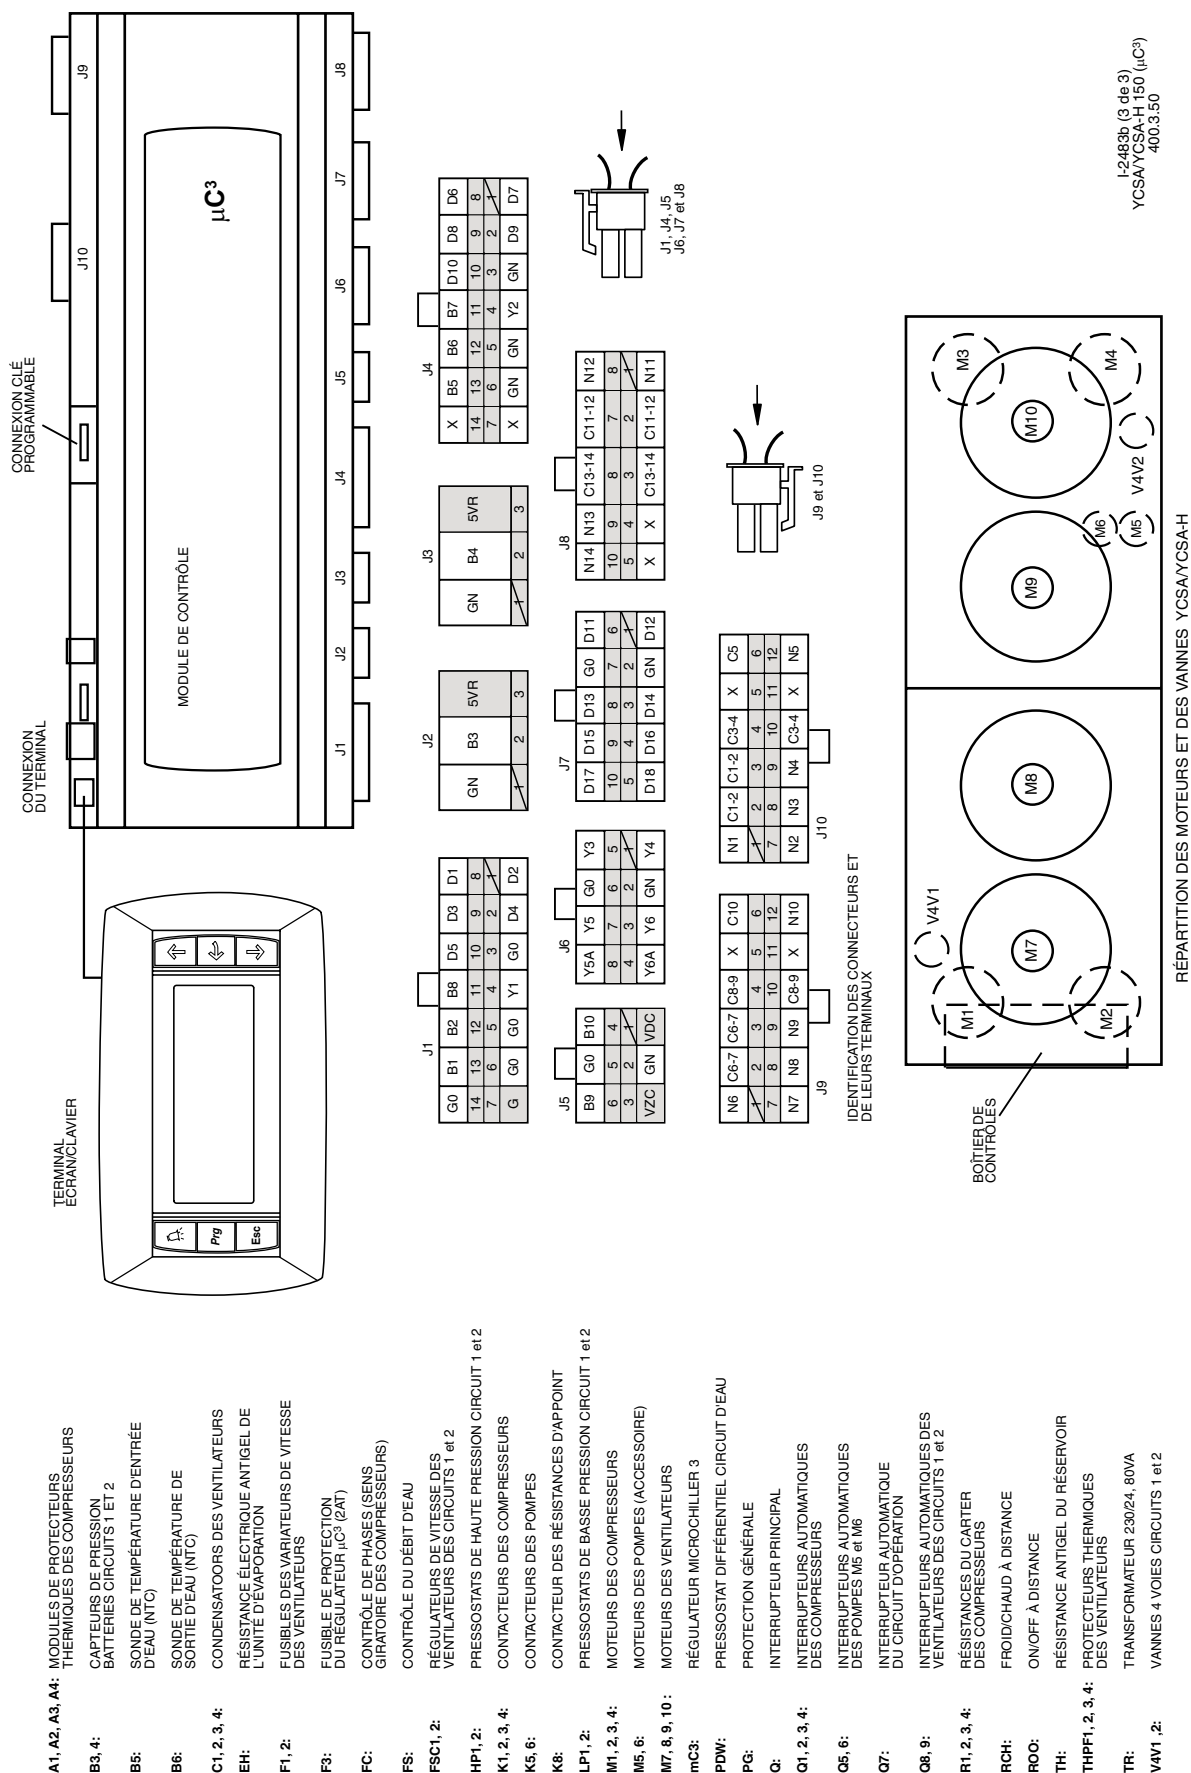 A1, A2, A3, A4: MODULES DE PROTECTEURS
THERMIQUES DES COMPRESSEURS
B3, 4: CAPTEURS DE PRESSION
BATTERIES CIRCUITS 1 ET 2
B5: SONDE DE TEMPÉRATURE D'ENTRÉE
D'EAU (NTC)
B6: SONDE DE TEMPÉRATURE DE
SORTIE D'EAU (NTC)
C1, 2, 3, 4: CONDENSATOORS DES VENTILATEURS
EH: RÉSISTANCE ÉLECTRIQUE ANTIGEL DE
L'UNITÉ D'ÉVAPORATION
F1, 2: FUSIBLES DES VARIATEURS DE VITESSE
DES VENTILATEURS
F3: FUSIBLE DE PROTECTION
DU RÉGULATEUR µC³ (2AT)
FC: CONTRÔLE DE PHASES (SENS
GIRATOIRE DES COMPRESSEURS)
FS: CONTRÔLE DU DÉBIT D'EAU
FSC1, 2: RÉGULATEURS DE VITESSE DES
VENTILATEURS DES CIRCUITS 1 et 2
HP1, 2: PRESSOSTATS DE HAUTE PRESSION CIRCUIT 1 et 2
K1, 2, 3, 4: CONTACTEURS DES COMPRESSEURS
K5, 6: CONTACTEURS DES POMPES
K8: CONTACTEUR DES RÉSISTANCES D'APPOINT
LP1, 2: PRESSOSTATS DE BASSE PRESSION CIRCUIT 1 et 2
M1, 2, 3, 4: MOTEURS DES COMPRESSEURS
M5, 6: MOTEURS DES POMPES (ACCESSOIRE)
M7, 8, 9, 10 : MOTEURS DES VENTILATEURS
mC3: RÉGULATEUR MICROCHILLER 3
PDW: PRESSOSTAT DIFFÉRENTIEL CIRCUIT D'EAU
PG: PROTECTION GÉNÉRALE
Q: INTERRUPTEUR PRINCIPAL
Q1, 2, 3, 4: INTERRUPTEURS AUTOMATIQUES
DES COMPRESSEURS
Q5, 6: INTERRUPTEURS AUTOMATIQUES
DES POMPES M5 et M6
Q7: INTERRUPTEUR AUTOMATIQUE
DU CIRCUIT D'OPÉRATION
Q8, 9: INTERRUPTEURS AUTOMATIQUES DES
VENTILATEURS DES CIRCUITS 1 et 2
R1, 2, 3, 4: RÉSISTANCES DU CARTER
DES COMPRESSEURS
RCH: FROID/CHAUD À DISTANCE
ROO: ON/OFF À DISTANCE
TH: RÉSISTANCE ANTIGEL DU RÉSERVOIR
THPF1, 2, 3, 4: PROTECTEURS THERMIQUES
DES VENTILATEURS
TR: TRANSFORMATEUR 230/24, 80VA
V4V1 ,2: VANNES 4 VOIES CIRCUITS 1 et 2
TERMINAL
ECRAN/CLAVIER
Prg
Esc
CONNEXION
DU TERMINAL
CONNEXION CLÉ
PROGRAMMABLE
J10 J9
MODULE DE CONTRÔLE
µC³
J1 J2 J3 J4 J5 J6 J7 J8
J1
G0 B1 B2 B8 D5 D3 D1
14 13 12 11 10 9 8
7 6 5 4 3 2 1
G G0 G0 Y1 G0 D4 D2
J2
GN B3 5VR
1 2 3
J3
GN B4 5VR
1 2 3
J4
X B5 B6 B7 D10 D8 D6
14 13 12 11 10 9 8
7 6 5 4 3 2 1
X GN GN Y2 GN D9 D7
J5
B9 G0 B10
6 5 4
3 2 1
VZC GN VDC
J6
Y5A Y5 G0 Y3
8 7 6 5
4 3 2 1
Y6A Y6 GN Y4
J7
D17 D15 D13 G0 D11
10 9 8 7 6
5 4 3 2 1
D18 D16 D14 GN D12
J8
N14 N13 C13-14 C11-12 N12
10 9 8 7 8
5 4 3 2 1
X X C13-14 C11-12 N11
J1, J4, J5
J6, J7 et J8
N6 C6-7 C6-7 C8-9 X C10
1 2 3 4 5 6
7 8 9 10 11 12
N7 N8 N9 C8-9 X N10
J9
N1 C1-2 C1-2 C3-4 X C5
1 2 3 4 5 6
7 8 9 10 11 12
N2 N3 N4 C3-4 X N5
J10
J9 et J10
IDENTIFICATION DES CONNECTEURS ET
DE LEURS TERMINAUX
BOÎTIER DE
CONTRÔLES
M1 M2 M7 V4V1 M8 M9 M6 M5 M10 V4V2 M3 M4
RÉPARTITION DES MOTEURS ET DES VANNES YCSA/YCSA-H
I-2483b (3 de 3)
YCSA/YCSA-H 150 (µC³)
400.3.50